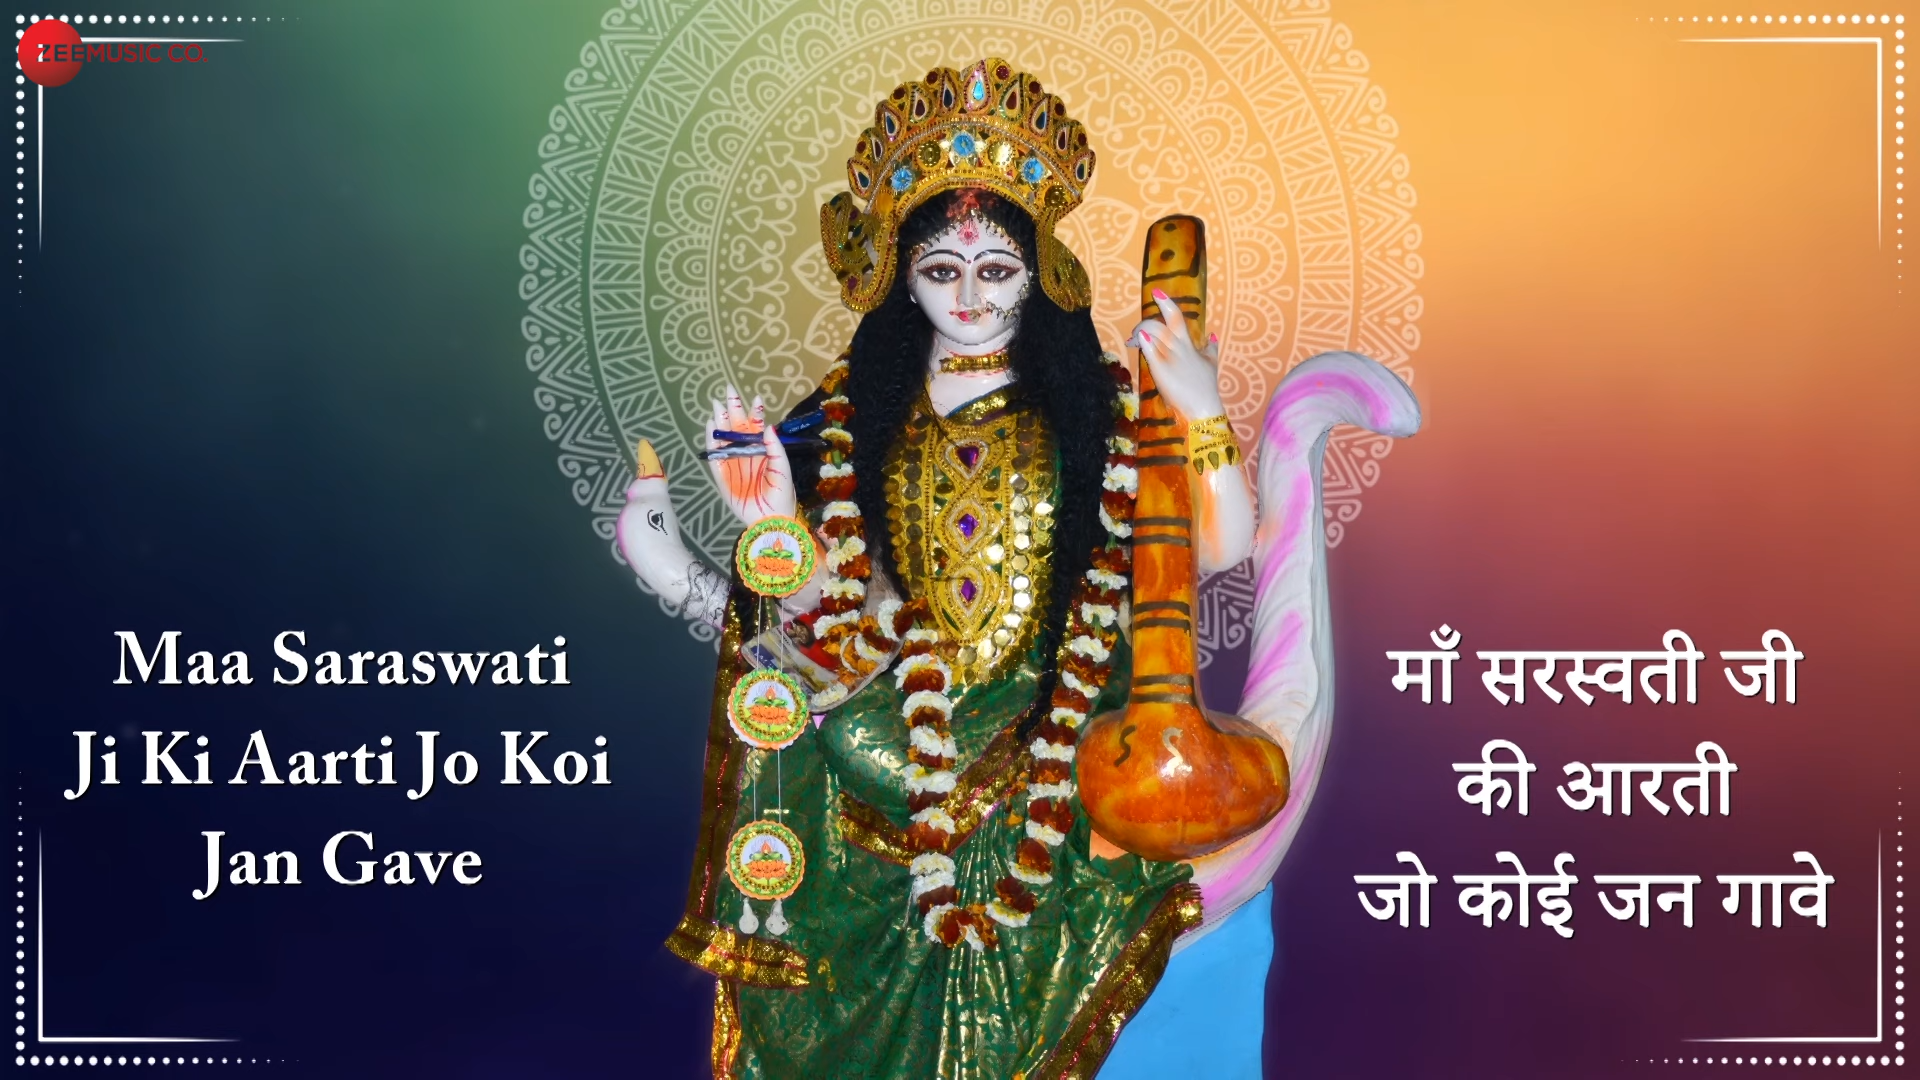 ZEEMUSIC CO.
Maa Saraswati
Ji Ki Aarti Jo Koi
Jan Gave
माँ सरस्वती जी
की आरती
जो कोई जन गावे